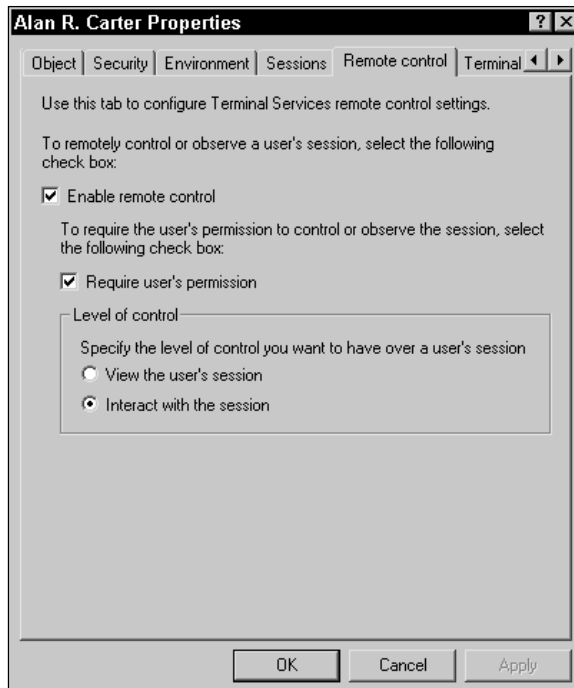 Alan R. Carter Properties
Object Security Environment Sessions Remote control Terminal
Use this tab to configure Terminal Services remote control settings.
To remotely control or observe a user's session, select the following
check box:
Enable remote control
To require the user's permission to control or observe the session, select
the following check box:
Require user's permission
Level of control
Specify the level of control you want to have over a user's session
View the user's session
Interact with the session
OK Cancel Apply